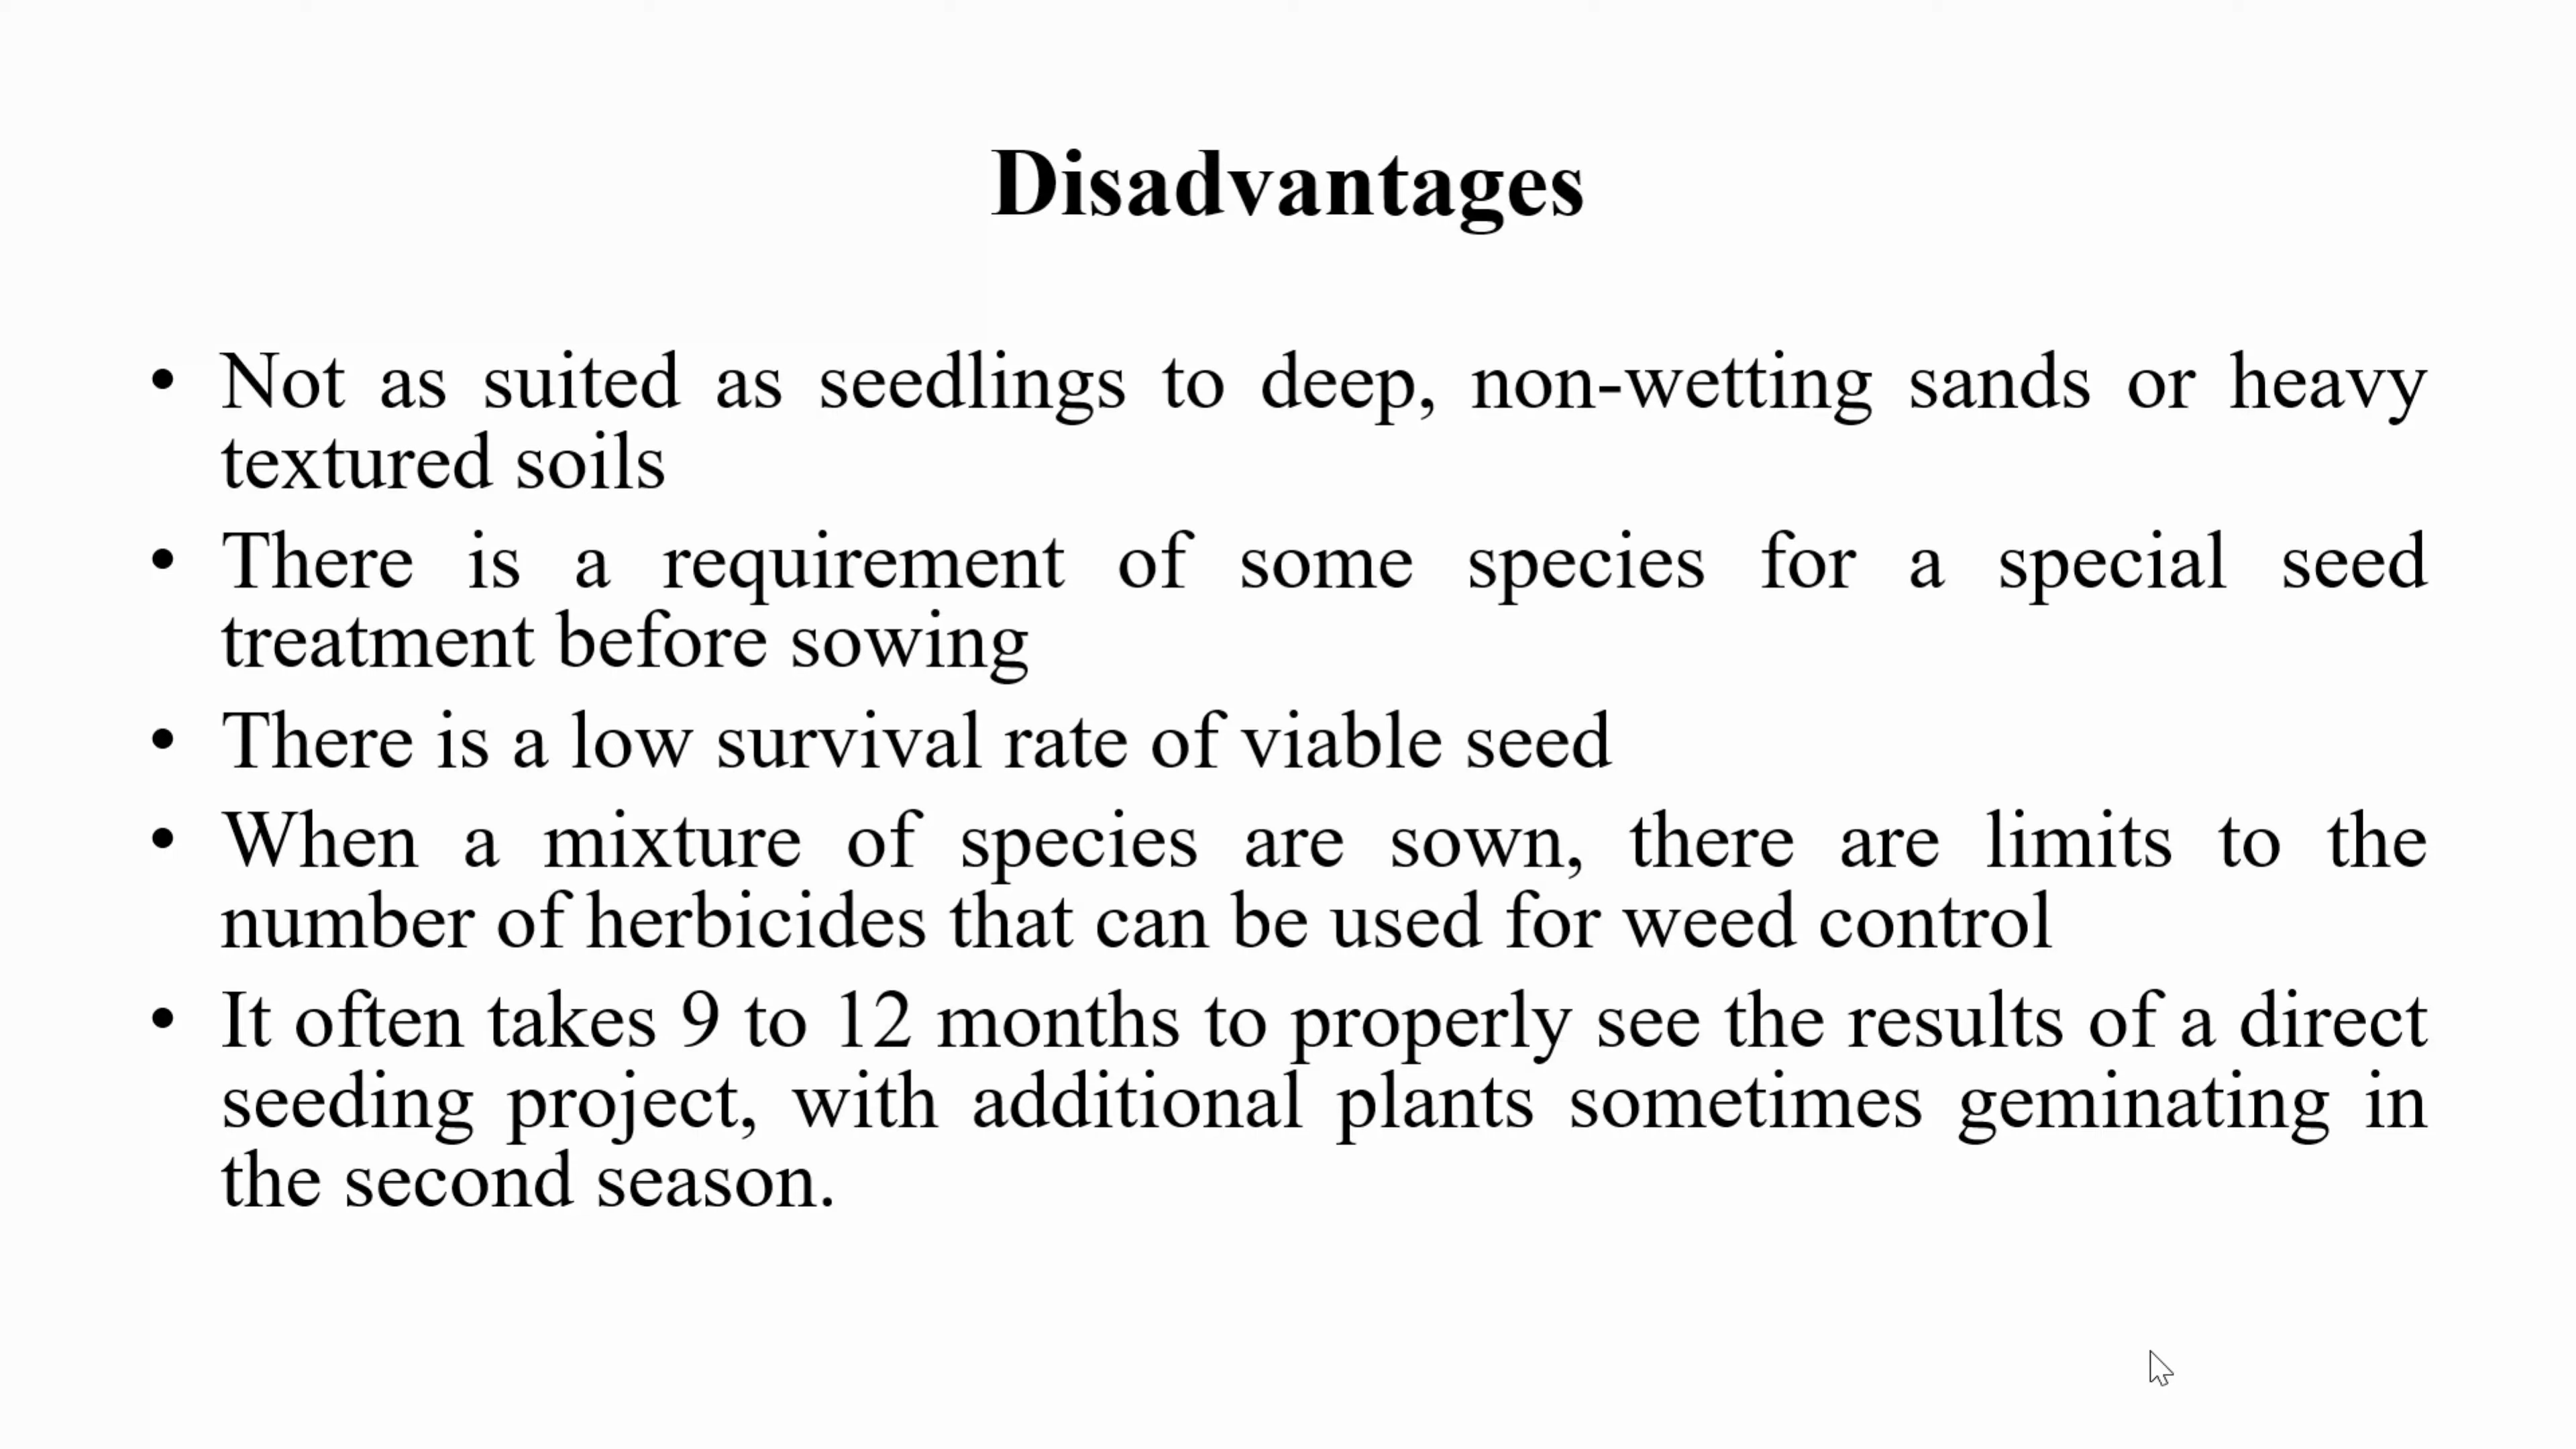 Disadvantages
• Not as suited as seedlings to deep, non-wetting sands or heavy
textured soils
• There is a requirement of some species for a special seed
treatment before sowing
• There is a low survival rate of viable seed
• When a mixture of species are sown, there are limits to the
number of herbicides that can be used for weed control
• It often takes 9 to 12 months to properly see the results of a direct
seeding project, with additional plants sometimes geminating in
the second season.